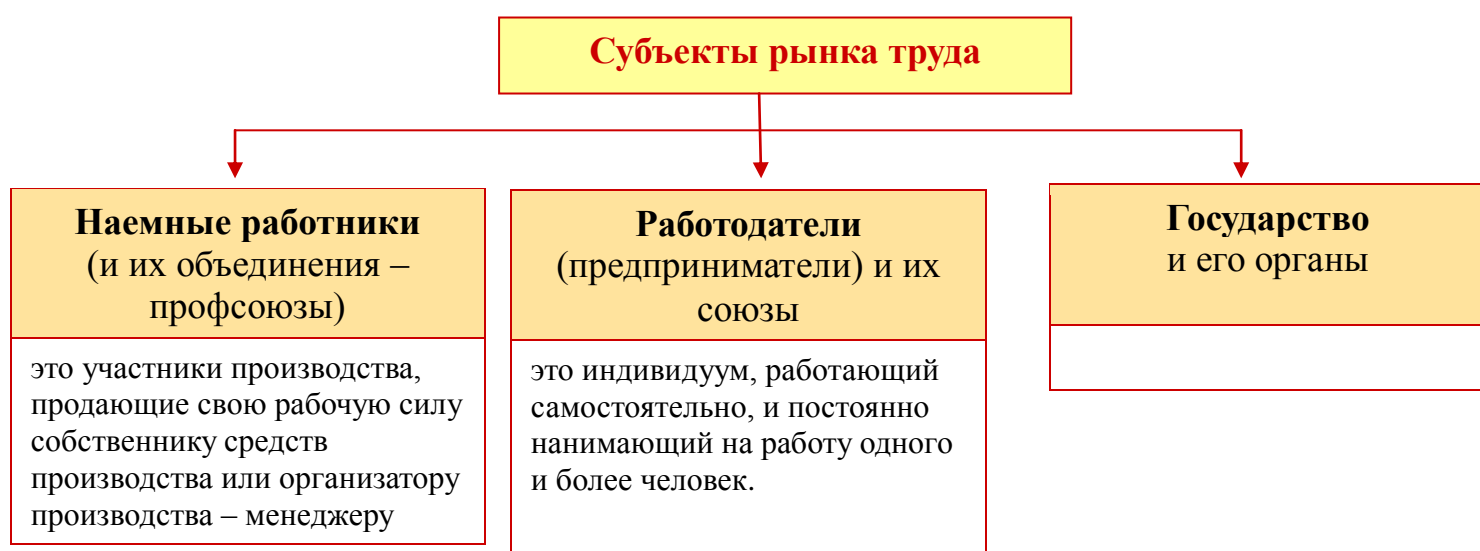 Субъекты рынка труда
Наемные работники
(и их объединения –
профсоюзы)
это участники производства,
продающие свою рабочую силу
собственнику средств
производства или организатору
производства – менеджеру
Работодатели
(предприниматели) и их
союзы
это индивидуум, работающий
самостоятельно, и постоянно
нанимающий на работу одного
и более человек.
Государство
и его органы